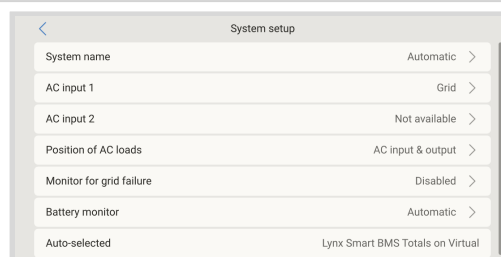 System setup
System name Automatic
AC input 1 Grid
AC input 2 Not available
Position of AC loads AC input & output
Monitor for grid failure Disabled
Battery monitor Automatic
Auto-selected Lynx Smart BMS Totals on Virtual